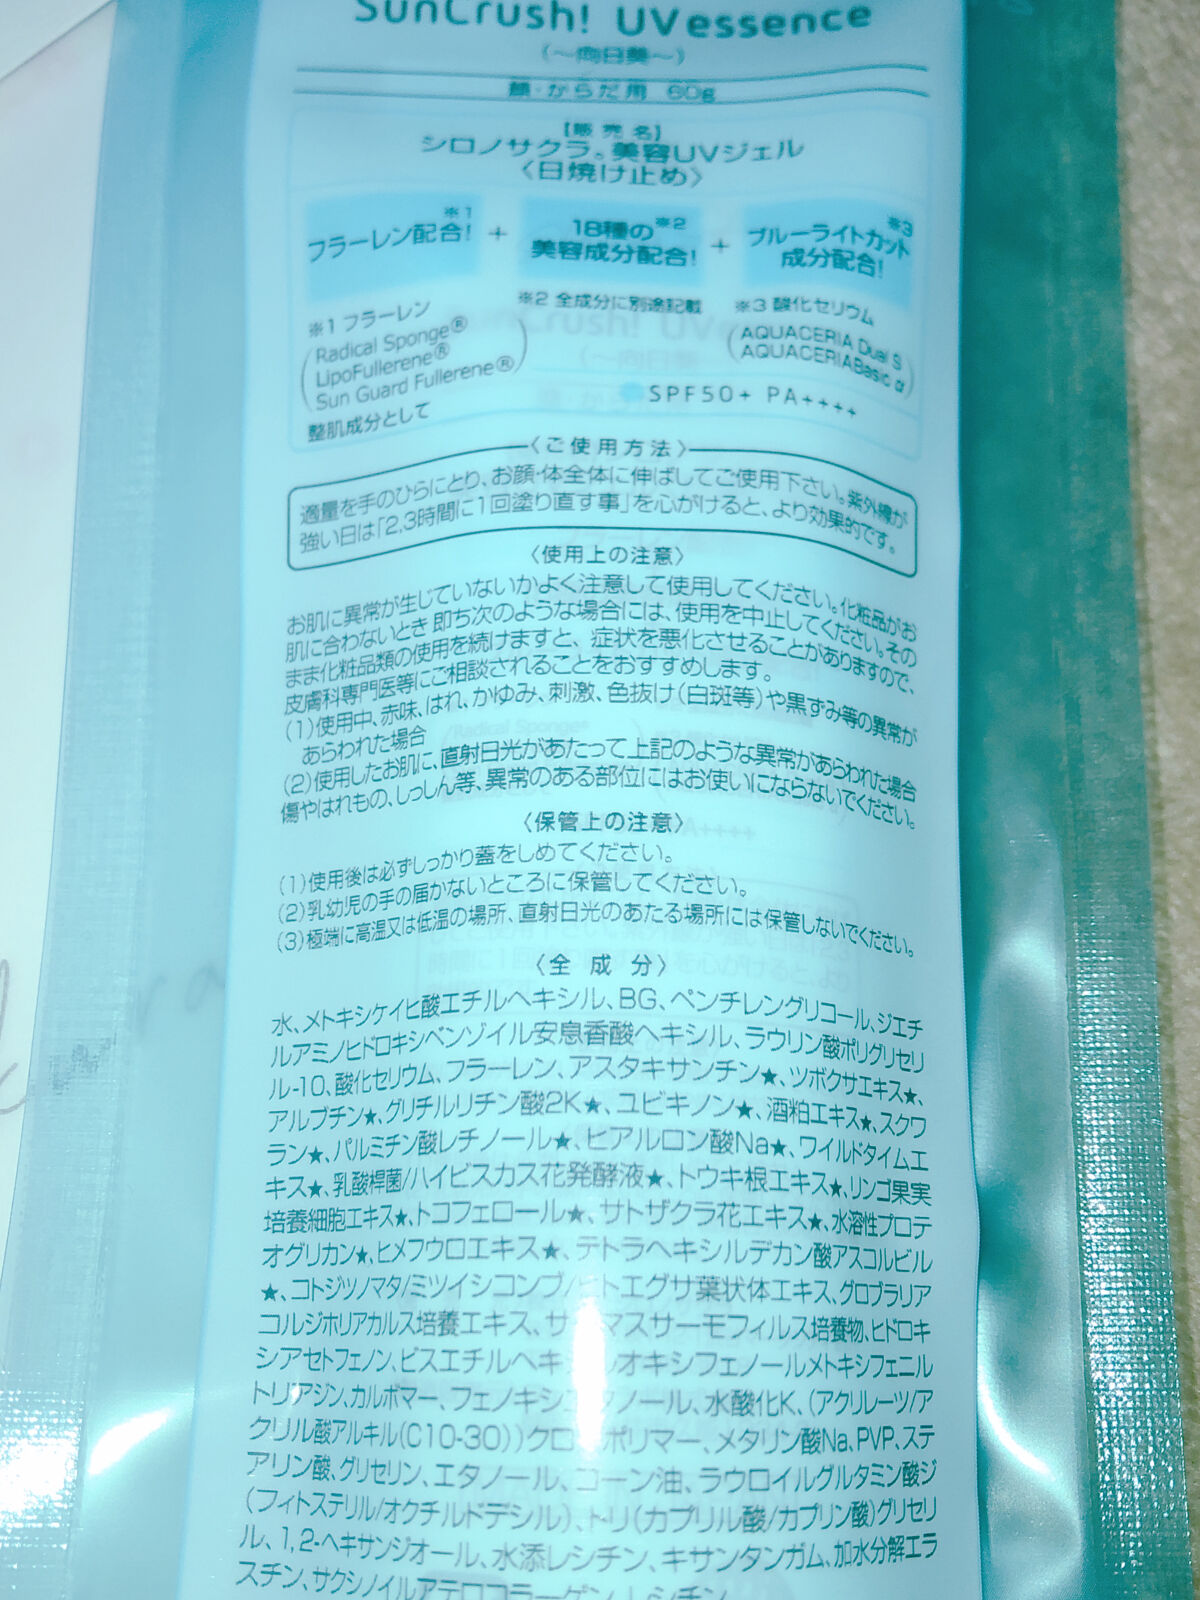 SunCrush! UVessence
(〜向日美〜)
顔・からだ用 60g
【販売名】
シロノサクラ。美容UVジェル
〈日焼け止め〉
フラーレン配合!※1 + 18種の※2 + ブルーライトカット※3
美容成分配合! 成分配合!
※1 フラーレン ※2 全成分に別途記載 ※3 酸化セリウム
Radical Sponge® AQUACERIA Dual S
LipoFullerene® AQUACERIABasic α
Sun Guard Fullerene®
整肌成分として
SPF50+ PA++++
〈ご使用方法〉
適量を手のひらにとり、お顔・体全体に伸ばしてご使用下さい。紫外線が
強い日は「2,3時間に1回塗り直す事」を心がけると、より効果的です。
〈使用上の注意〉
お肌に異常が生じていないかよく注意して使用してください。化粧品がお
肌に合わないとき 即ち次のような場合には、使用を中止してください。その
まま化粧品類の使用を続けますと、症状を悪化させることがありますので、
皮膚科専門医等にご相談されることをおすすめします。
(1)使用中、赤味、はれ、かゆみ、刺激、色抜け(白斑等)や黒ずみ等の異常が
あらわれた場合
(2)使用したお肌に、直射日光があたって上記のような異常があらわれた場合
傷やはれもの、しっしん等、異常のある部位にはお使いにならないでください。
〈保管上の注意〉
(1)使用後は必ずしっかり蓋をしめてください。
(2)乳幼児の手の届かないところに保管してください。
(3)極端に高温又は低温の場所、直射日光のあたる場所には保管しないでください。
〈全成分〉
水、メトキシケイヒ酸エチルヘキシル、BG、ペンチレングリコール、ジエチ
ルアミノヒドロキシベンゾイル安息香酸ヘキシル、ラウリン酸ポリグリセリ
ル-10、酸化セリウム、フラーレン、アスタキサンチン★、ツボクサエキス★、
アルブチン★、グリチルリチン酸2K★、ユビキノン★、酒粕エキス★、スクワ
ラン★、パルミチン酸レチノール★、ヒアルロン酸Na★、ワイルドタイムエ
キス★、乳酸桿菌/ハイビスカス花発酵液★、トウキ根エキス★、リンゴ果実
培養細胞エキス★、トコフェロール★、サトザクラ花エキス★、水溶性プロテ
オグリカン★、ヒメフウロエキス★、テトラヘキシルデカン酸アスコルビル
★、コトジツノマタ/ミツイシコンブ/ヒトエグサ葉状体エキス、グロブラリア
コルジホリアカルス培養エキス、サーマスサーモフィルス培養物、ヒドロキ
シアセトフェノン、ビスエチルヘキシルオキシフェノールメトキシフェニル
トリアジン、カルボマー、フェノキシエタノール、水酸化K、(アクリレーツ/ア
クリル酸アルキル(C10-30))クロスポリマー、メタリン酸Na、PVP、ステ
アリン酸、グリセリン、エタノール、コーン油、ラウロイルグルタミン酸ジ
(フィトステリル/オクチルドデシル)、トリ(カプリル酸/カプリン酸)グリセリ
ル、1,2-ヘキサンジオール、水添レシチン、キサンタンガム、加水分解エラ
スチン、サクシノイルアテロコラーゲン、レシチン